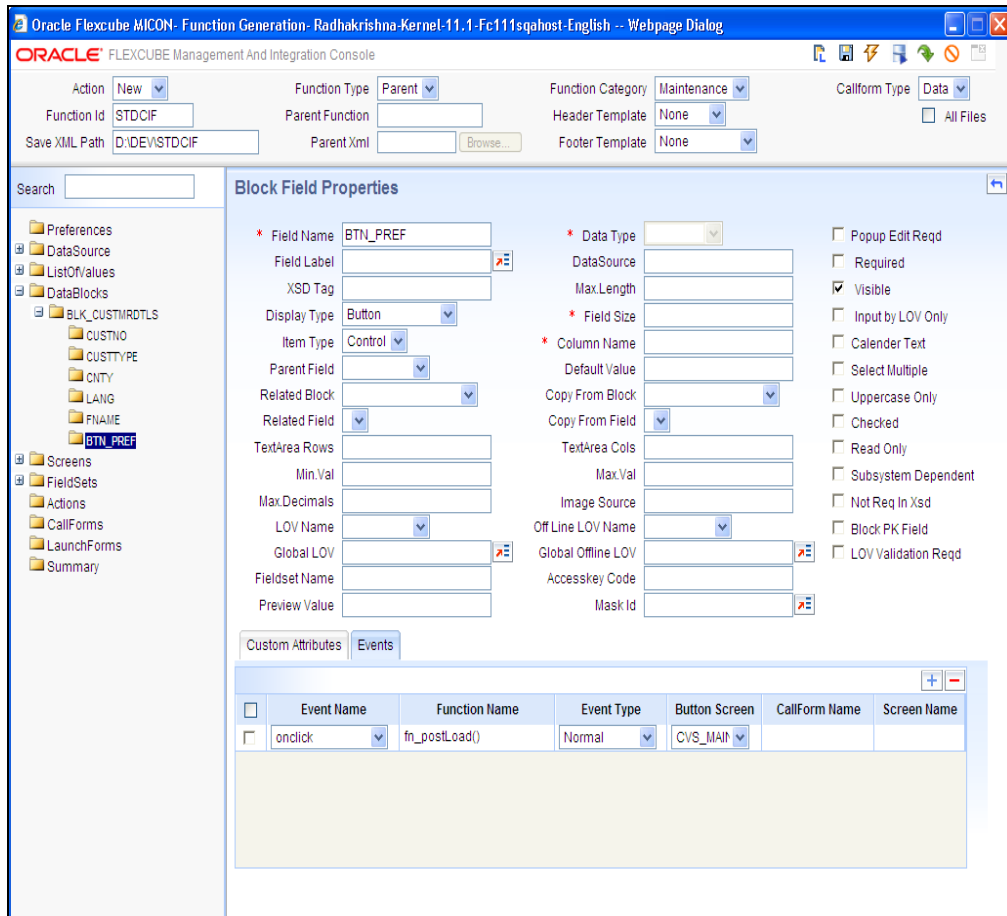 Oracle Flexcube MICON- Function Generation- Radhakrishna-Kernel-11.1-Fc111sqahost-English -- Webpage Dialog
ORACLE FLEXCUBE Management And Integration Console
Action New Function Type Parent Function Category Maintenance Callform Type Data
Function Id STDCIF Parent Function Header Template None All Files
Save XML Path D:\DEV\STDCIF Parent Xml Browse... Footer Template None
Search
Preferences
DataSource
ListOfValues
DataBlocks
BLK_CUSTMRDTLS
CUSTNO
CUSTTYPE
CNTY
LANG
FNAME
BTN_PREF
Screens
FieldSets
Actions
CallForms
LaunchForms
Summary
Block Field Properties
* Field Name BTN_PREF * Data Type Popup Edit Reqd
Field Label DataSource Required
XSD Tag Max.Length Visible
Display Type Button * Field Size Input by LOV Only
Item Type Control * Column Name Calender Text
Parent Field Default Value Select Multiple
Related Block Copy From Block Uppercase Only
Related Field Copy From Field Checked
TextArea Rows TextArea Cols Read Only
Min.Val Max.Val Subsystem Dependent
Max.Decimals Image Source Not Req In Xsd
LOV Name Off Line LOV Name Block PK Field
Global LOV Global Offline LOV LOV Validation Reqd
Fieldset Name Accesskey Code
Preview Value Mask Id
Custom Attributes Events
Event Name Function Name Event Type Button Screen CallForm Name Screen Name
onclick fn_postLoad() Normal CVS_MAIN